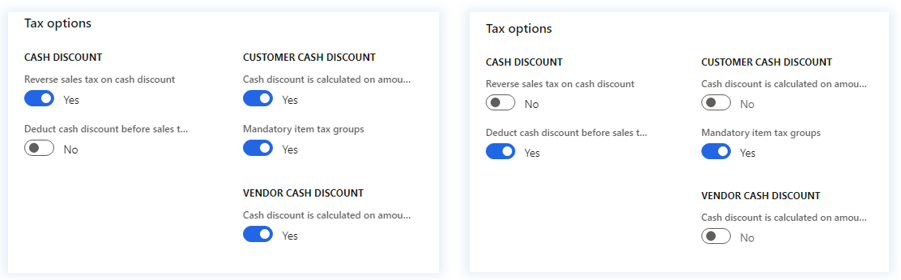 Tax options
CASH DISCOUNT
Reverse sales tax on cash discount
Yes
Deduct cash discount before sales t...
No
CUSTOMER CASH DISCOUNT
Cash discount is calculated on amou...
Yes
Mandatory item tax groups
Yes
VENDOR CASH DISCOUNT
Cash discount is calculated on amou...
Yes
Tax options
CASH DISCOUNT
Reverse sales tax on cash discount
No
Deduct cash discount before sales t...
Yes
CUSTOMER CASH DISCOUNT
Cash discount is calculated on amou...
No
Mandatory item tax groups
Yes
VENDOR CASH DISCOUNT
Cash discount is calculated on amou...
No